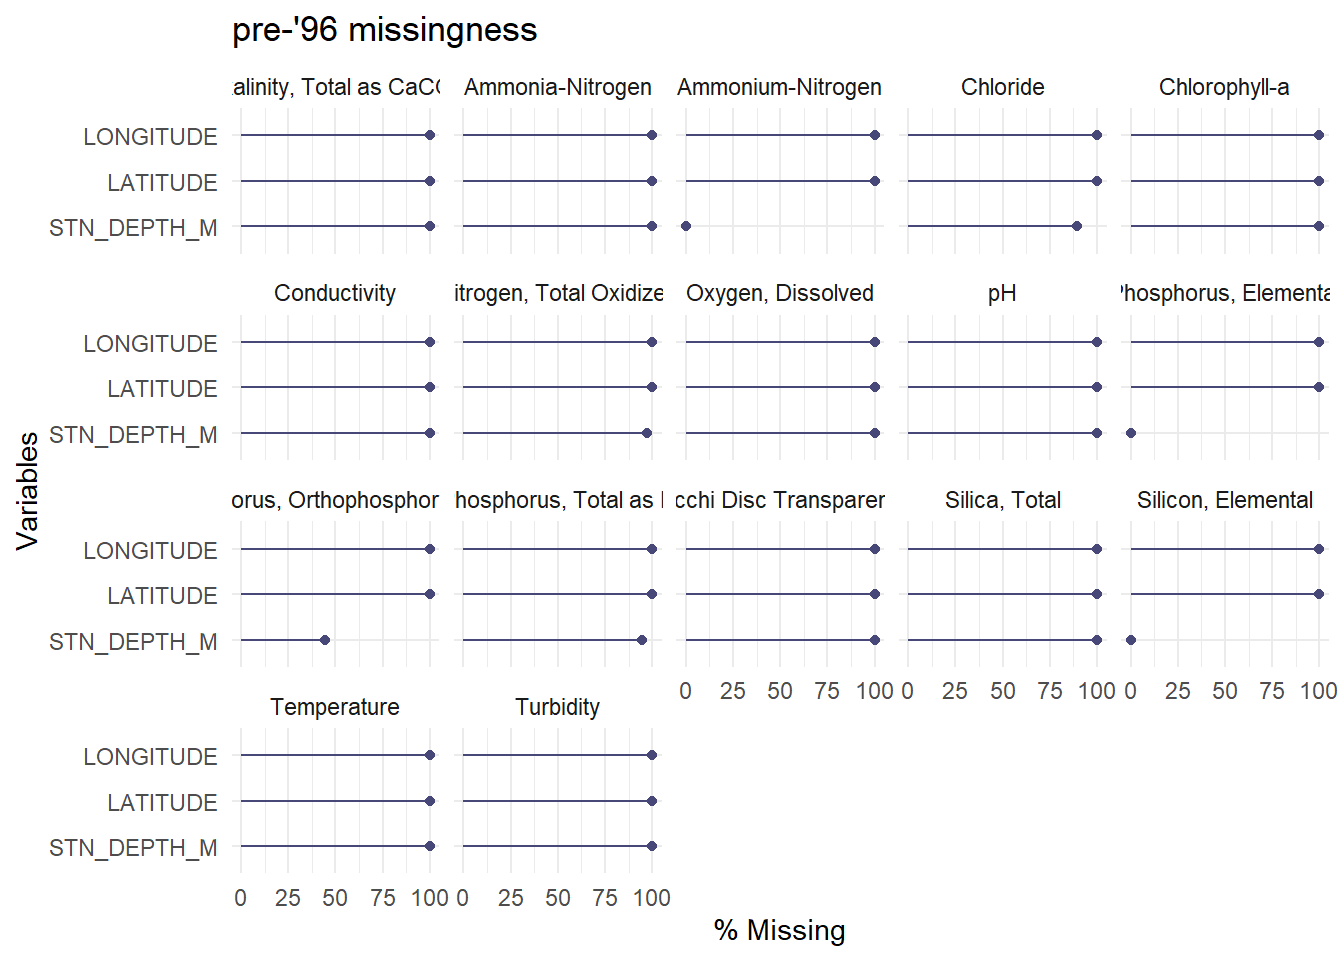 pre-'96 missingness
alinity, Total as CaCC Ammonia-Nitrogen Ammonium-Nitrogen Chloride Chlorophyll-a
LONGITUDE
LATITUDE
STN_DEPTH_M
Conductivity itrogen, Total Oxidize Oxygen, Dissolved pH Phosphorus, Elementa
LONGITUDE
LATITUDE
STN_DEPTH_M
Variables
orus, Orthophosphor hosphorus, Total as cchi Disc Transparer Silica, Total Silicon, Elemental
LONGITUDE
LATITUDE
STN_DEPTH_M
0 25 50 75 100 0 25 50 75 100 0 25 50 75 100
Temperature Turbidity
LONGITUDE
LATITUDE
STN_DEPTH_M
0 25 50 75 100 0 25 50 75 100
% Missing